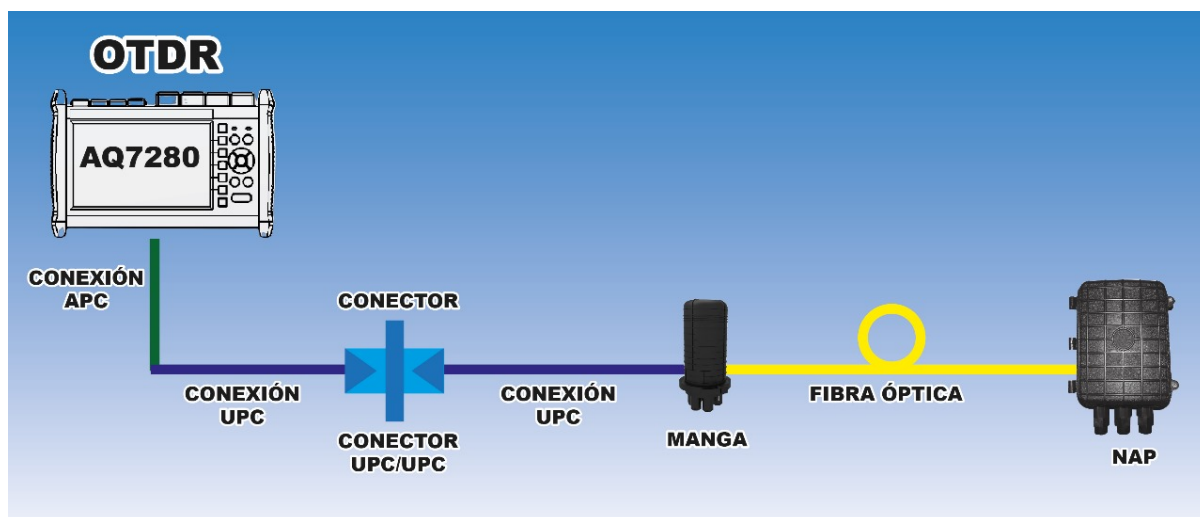 OTDR
AQ7280
CONEXIÓN
APC
CONECTOR
CONEXIÓN
UPC
CONECTOR
UPC/UPC
CONEXIÓN
UPC
MANGA
FIBRA ÓPTICA
NAP